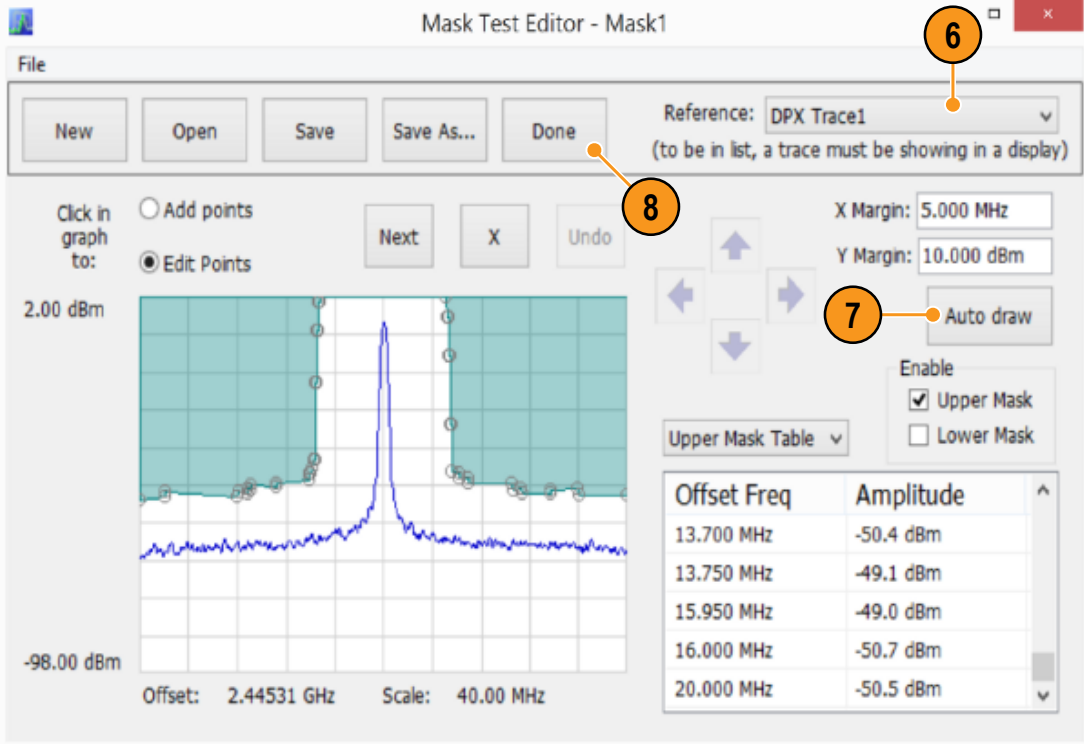 Mask Test Editor - Mask1
6
File
New
Open
Save
Save As...
Done
Reference:
DPX Trace1
(to be in list, a trace must be showing in a display)
8
Click in
graph
to:
Add points
Edit Points
Next
X
Undo
X Margin:
5.000 MHz
Y Margin:
10.000 dBm
7
Auto draw
Enable
Upper Mask
Lower Mask
2.00 dBm
-98.00 dBm
Offset: 2.44531 GHz Scale: 40.00 MHz
Upper Mask Table
Offset Freq Amplitude
13.700 MHz -50.4 dBm
13.750 MHz -49.1 dBm
15.950 MHz -49.0 dBm
16.000 MHz -50.7 dBm
20.000 MHz -50.5 dBm